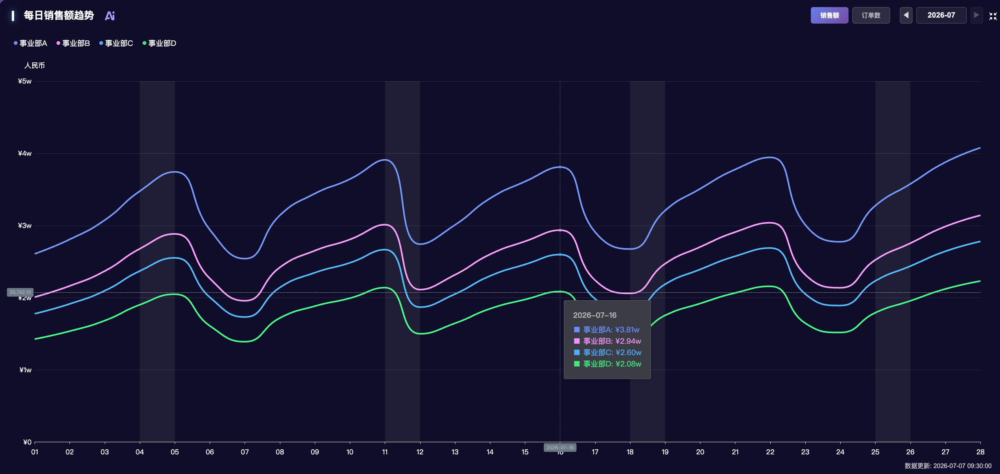 每日销售额趋势 Ai
销售额 订单数 2026-07
事业部A 事业部B 事业部C 事业部D
人民币
¥5w
¥4w
¥3w
20,742.10
¥2w
2026-07-16
事业部A: ¥3.81w
事业部B: ¥2.94w
事业部C: ¥2.60w
事业部D: ¥2.08w
¥1w
¥0
2026-07-16
01 02 03 04 05 06 07 08 09 10 11 12 13 14 15 16 17 18 19 20 21 22 23 24 25 26 27 28
数据更新: 2026-07-07 09:30:00